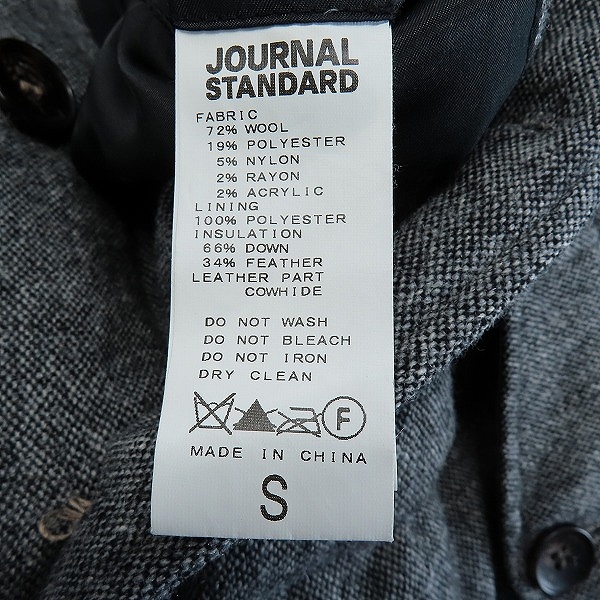 JOURNAL
STANDARD
FABRIC
72% WOOL
19% POLYESTER
5% NYLON
2% RAYON
2% ACRYLIC
LINING
100% POLYESTER
INSULATION
66% DOWN
34% FEATHER
LEATHER PART
COWHIDE
DO NOT WASH
DO NOT BLEACH
DO NOT IRON
DRY CLEAN
F
MADE IN CHINA
S